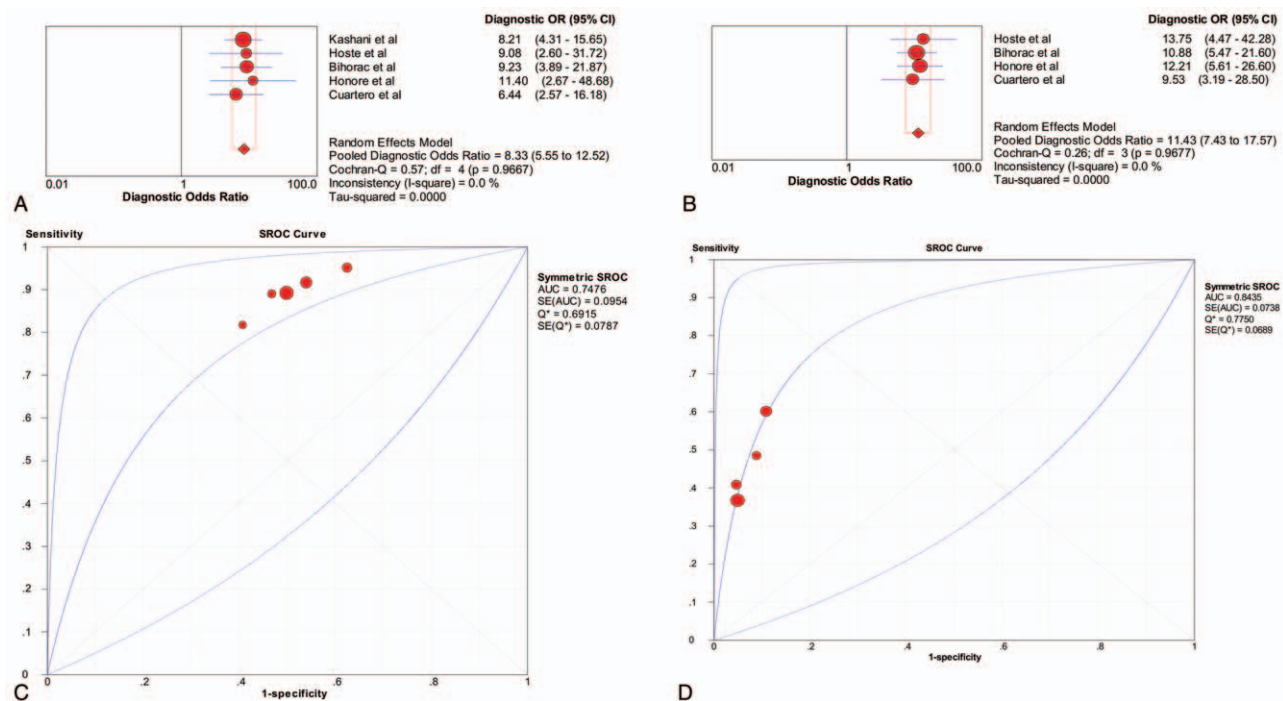 Diagnostic OR (95% CI)
Kashani et al 8.21 (4.31 - 15.65)
Hoste et al 9.08 (2.60 - 31.72)
Bihorac et al 9.23 (3.89 - 21.87)
Honore et al 11.40 (2.67 - 48.68)
Cuartero et al 6.44 (2.57 - 16.18)
Random Effects Model
Pooled Diagnostic Odds Ratio = 8.33 (5.55 to 12.52)
Cochran-Q = 0.57; df = 4 (p = 0.9667)
Inconsistency (I-square) = 0.0 %
Tau-squared = 0.0000
0.01 1 100.0
Diagnostic Odds Ratio
A
Diagnostic OR (95% CI)
Hoste et al 13.75 (4.47 - 42.28)
Bihorac et al 10.88 (5.47 - 21.60)
Honore et al 12.21 (5.61 - 26.60)
Cuartero et al 9.53 (3.19 - 28.50)
Random Effects Model
Pooled Diagnostic Odds Ratio = 11.43 (7.43 to 17.57)
Cochran-Q = 0.26; df = 3 (p = 0.9677)
Inconsistency (I-square) = 0.0 %
Tau-squared = 0.0000
0.01 1 100.0
Diagnostic Odds Ratio
B
Sensitivity SROC Curve
1
.9
.8
.7
.6
.5
.4
.3
.2
.1
0
0 .2 .4 .6 .8 1
1-specificity
Symmetric SROC
AUC = 0.7476
SE(AUC) = 0.0954
Q* = 0.6915
SE(Q*) = 0.0787
C
Sensitivity SROC Curve
1
.9
.8
.7
.6
.5
.4
.3
.2
.1
0
0 .2 .4 .6 .8 1
1-specificity
Symmetric SROC
AUC = 0.8435
SE(AUC) = 0.0738
Q* = 0.7750
SE(Q*) = 0.0689
D